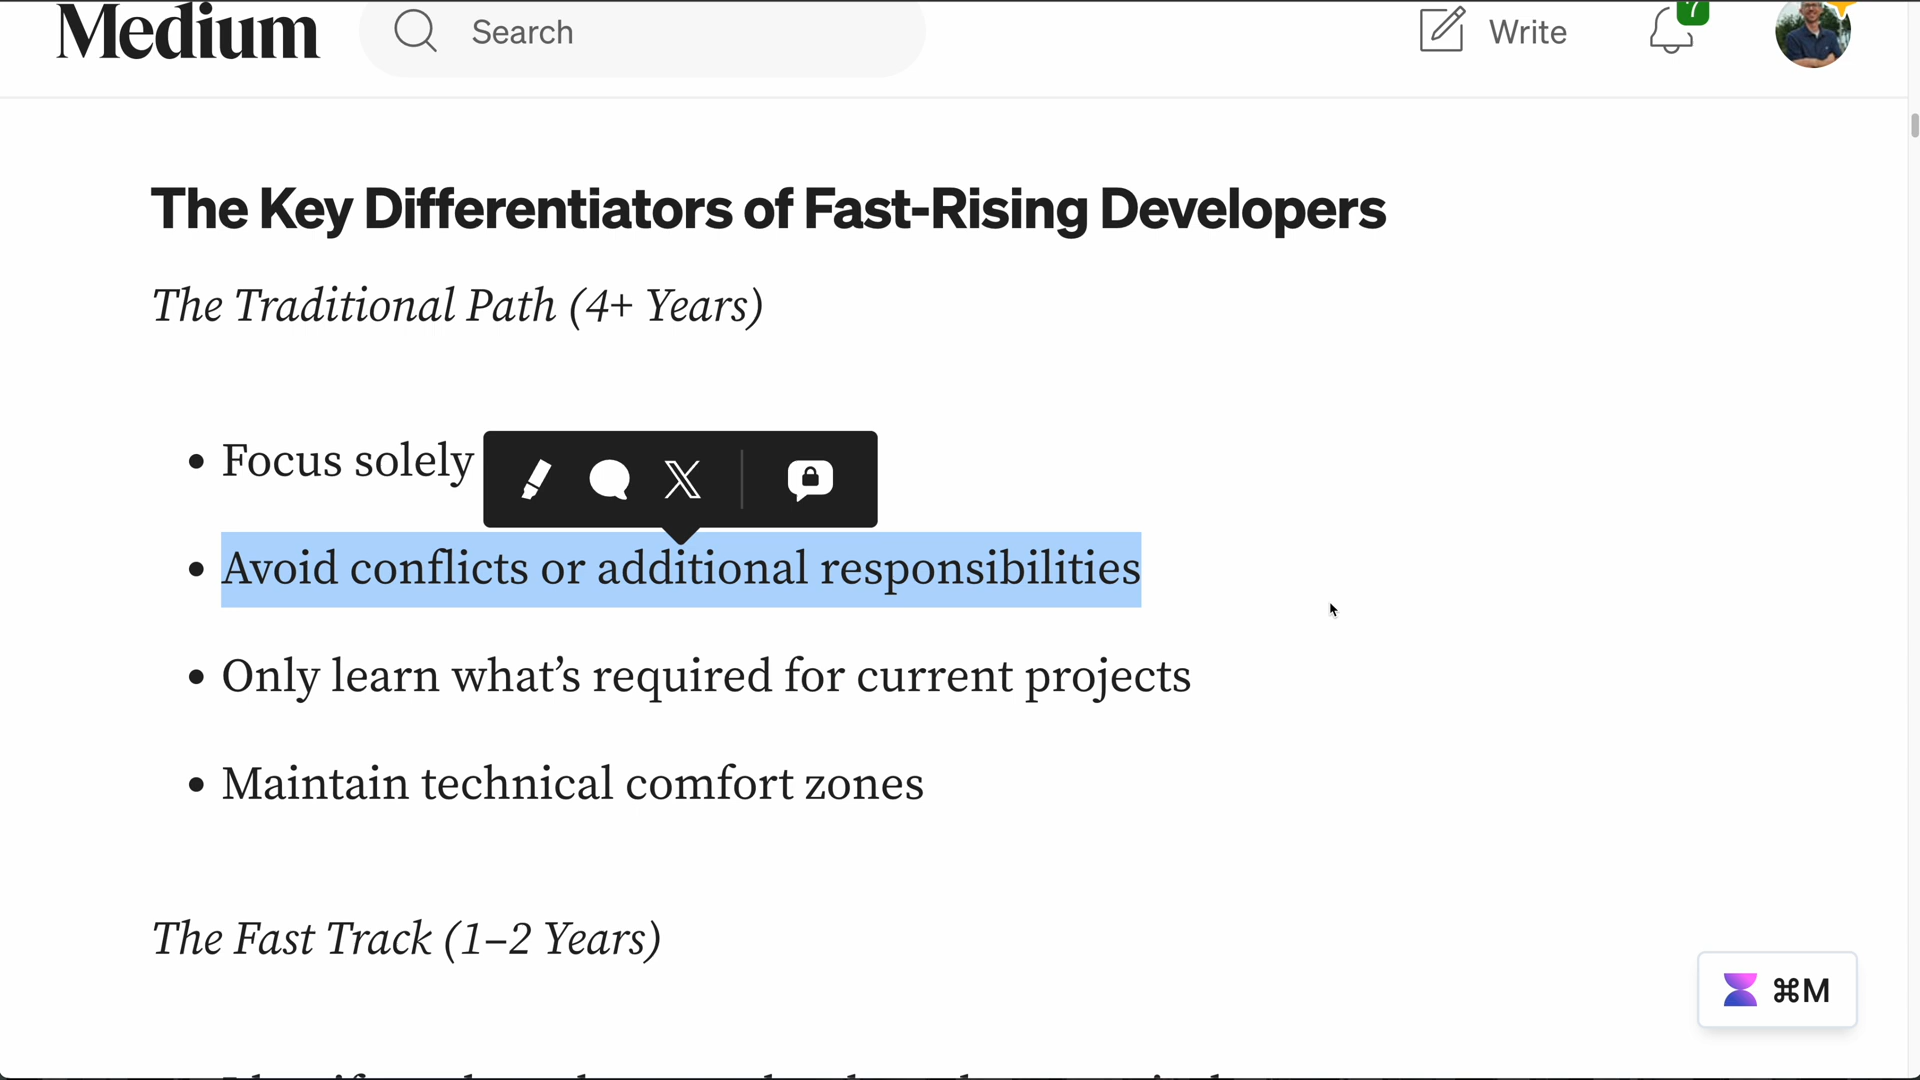 Medium
Search
Write
7
The Key Differentiators of Fast-Rising Developers
The Traditional Path (4+ Years)
• Focus solely
• Avoid conflicts or additional responsibilities
• Only learn what’s required for current projects
• Maintain technical comfort zones
The Fast Track (1–2 Years)
⌘M